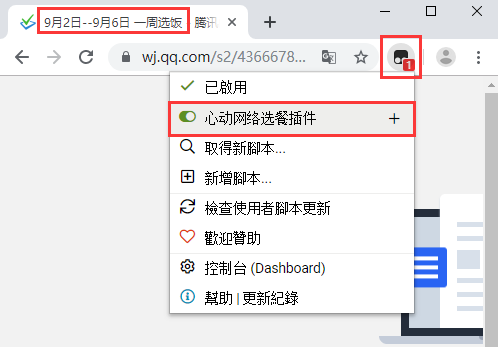 9月2日--9月6日 一周选饭 - 腾讯
wj.qq.com/s2/4366678...
1
已啟用
心动网络选餐插件
取得新腳本...
新增腳本...
檢查使用者腳本更新
歡迎贊助
控制台 (Dashboard)
幫助 | 更新紀錄